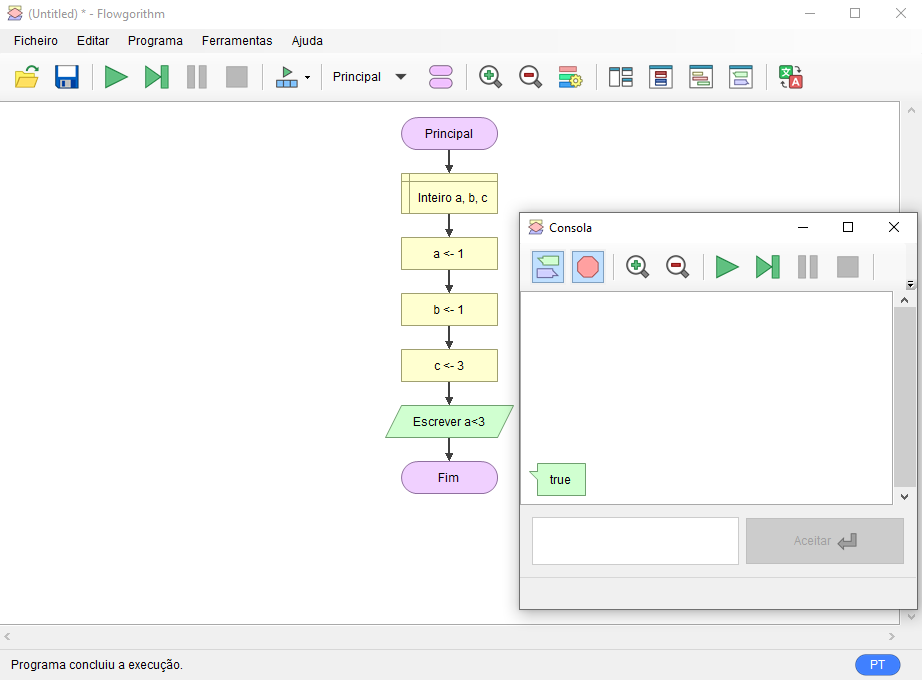 (Untitled) * - Flowgorithm
Ficheiro Editar Programa Ferramentas Ajuda
Principal
Principal
Inteiro a, b, c
a <- 1
b <- 1
c <- 3
Escrever a<3
Fim
Consola
true
Aceitar
Programa concluiu a execução.
PT